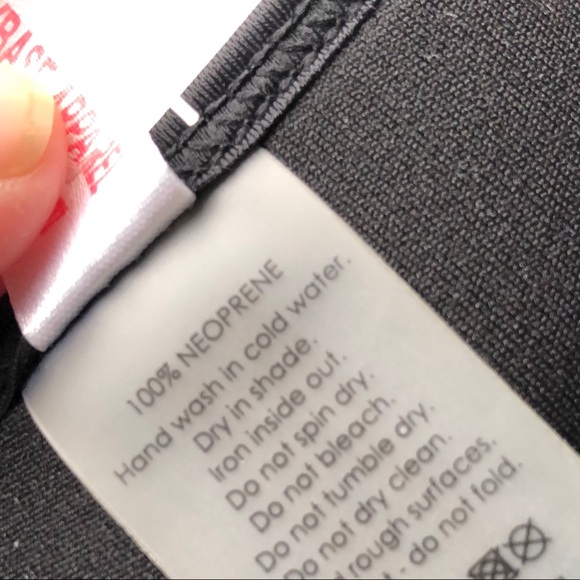 APPAREL
100% NEOPRENE
Hand wash in cold water.
Dry in shade.
Iron inside out.
Do not spin dry.
Do not bleach.
Do not tumble dry.
Do not dry clean.
rough surfaces.
- do not fold.